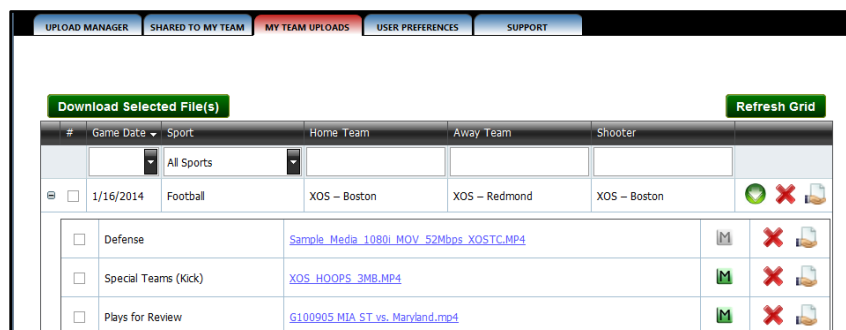 UPLOAD MANAGER SHARED TO MY TEAM MY TEAM UPLOADS USER PREFERENCES SUPPORT
Download Selected File(s) Refresh Grid
# Game Date Sport Home Team Away Team Shooter
All Sports
1/16/2014 Football XOS – Boston XOS – Redmond XOS – Boston
Defense Sample_Media_1080i_MOV_52Mbps_XOSTC.MP4 M
Special Teams (Kick) XOS_HOOPS_3MB.MP4 M
Plays for Review G100905 MIA ST vs. Maryland.mp4 M